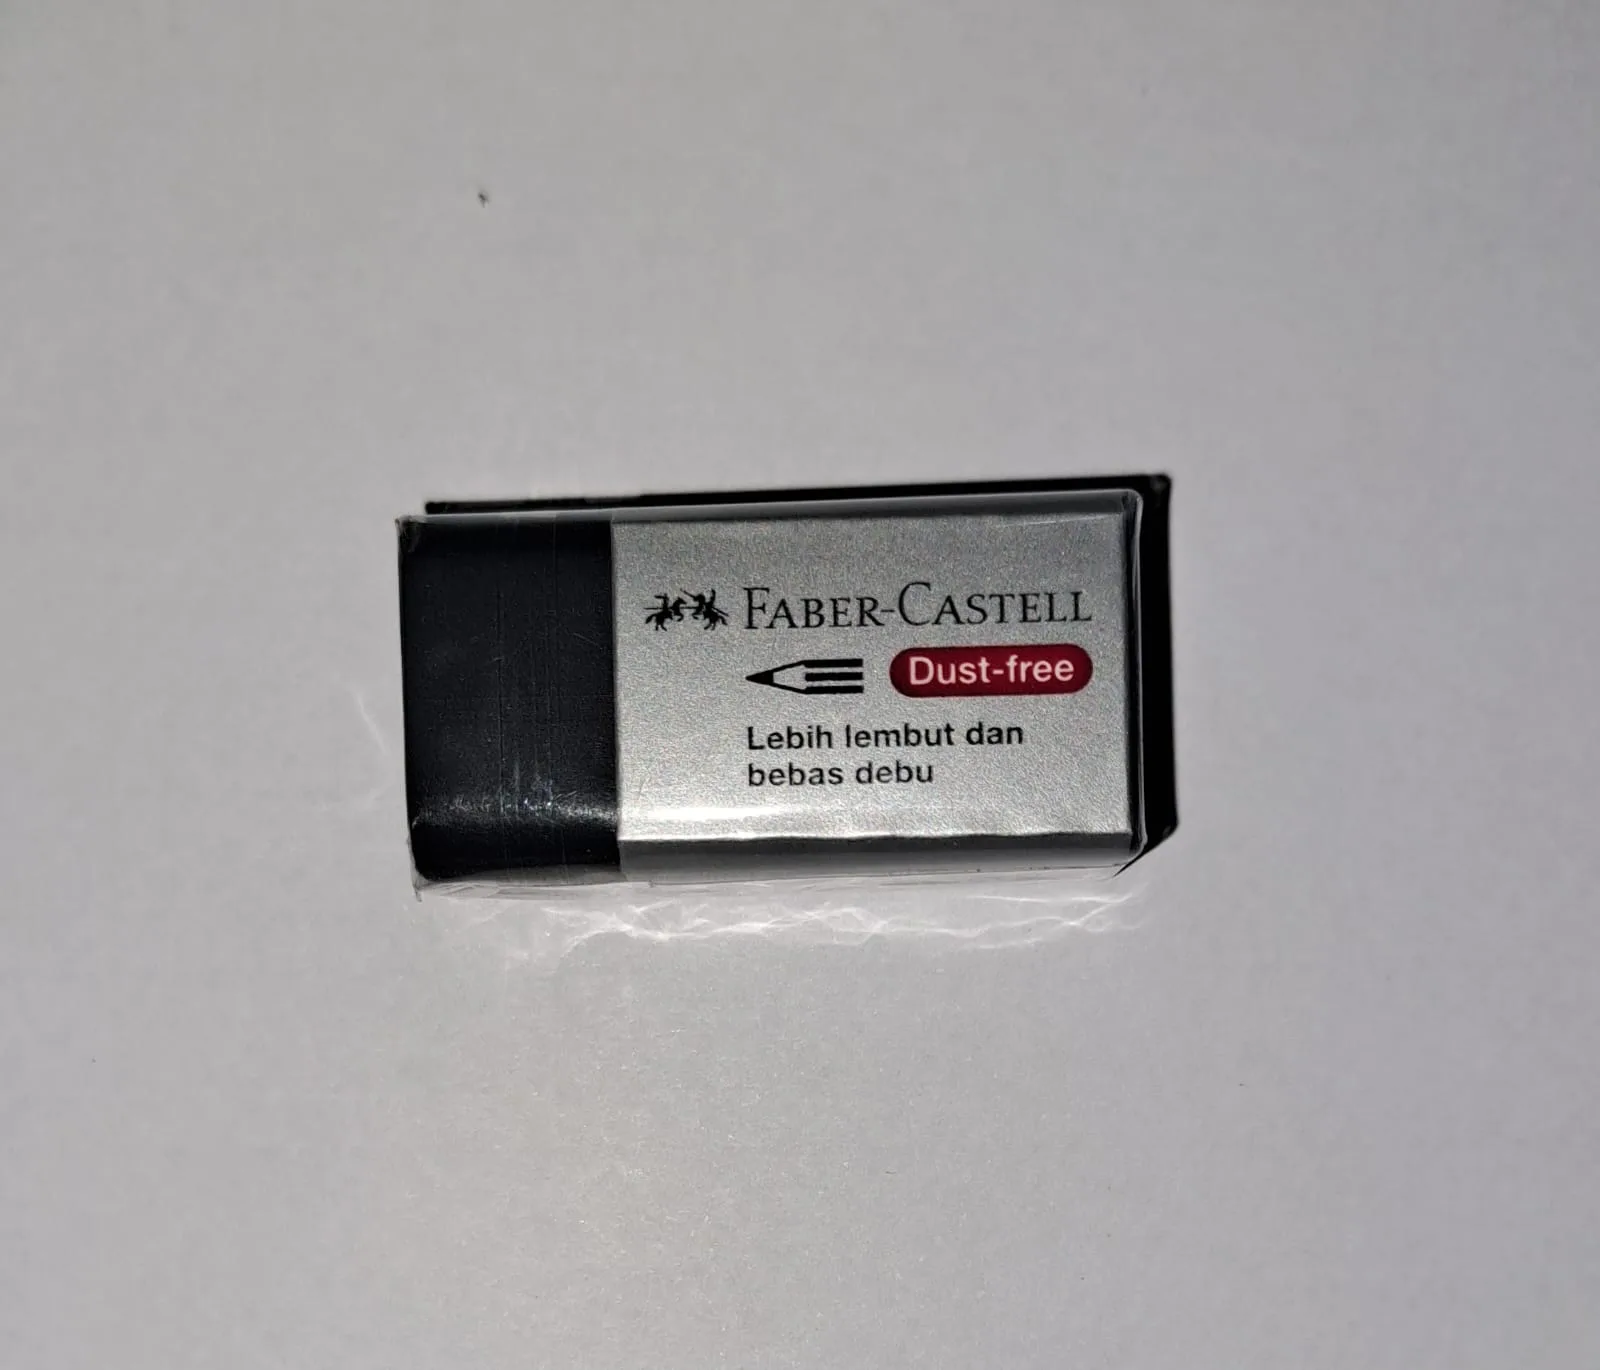 FABER-CASTELL
Dust-free
Lebih lembut dan
bebas debu